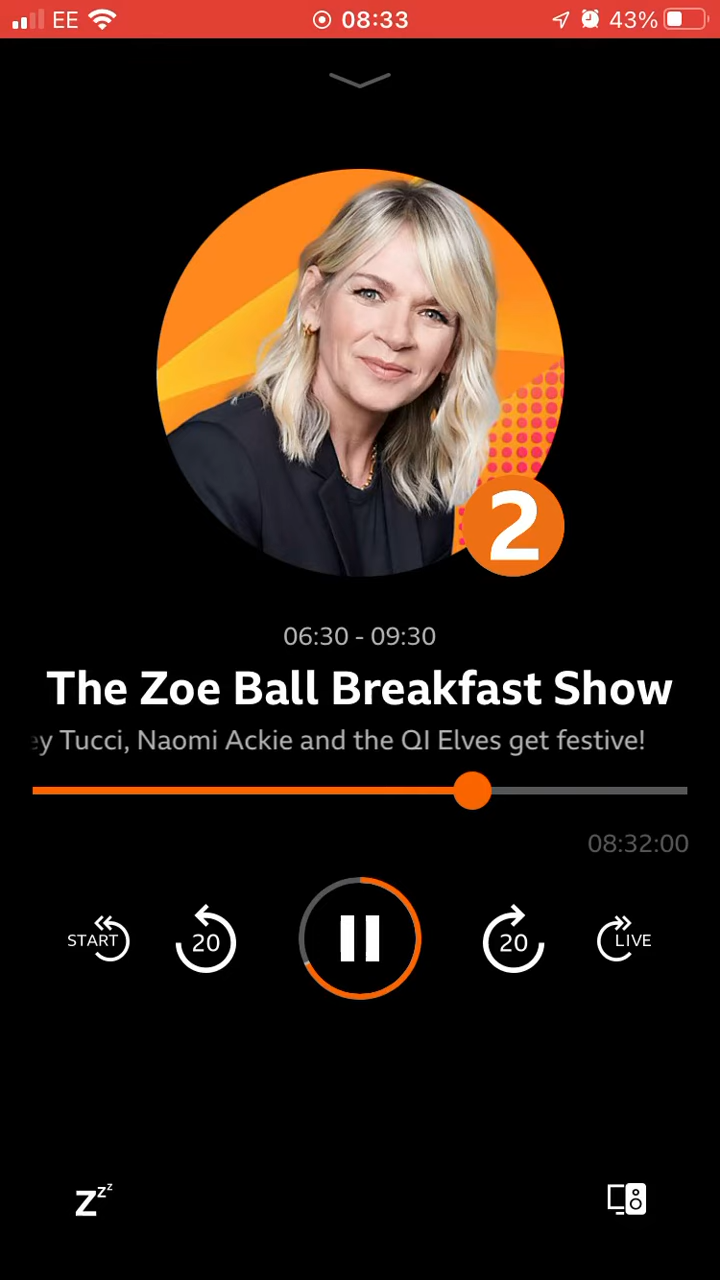 EE 08:33 43%
2
06:30 - 09:30
The Zoe Ball Breakfast Show
y Tucci, Naomi Ackie and the QI Elves get festive!
08:32:00
START 20 20 LIVE
Zzz